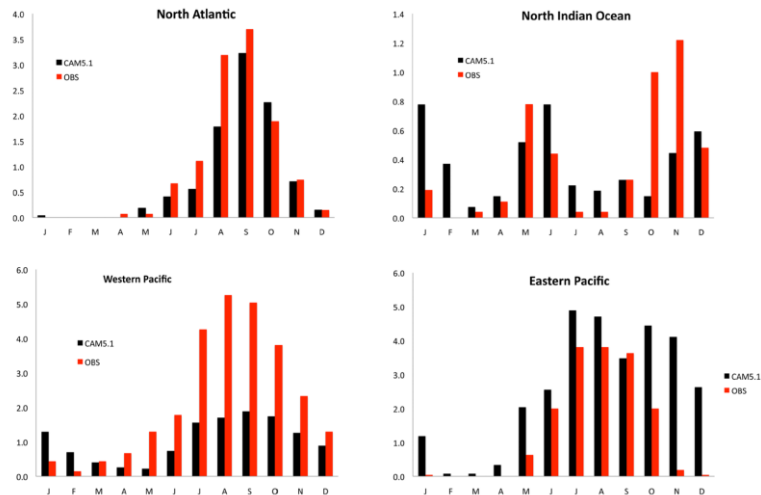 North Atlantic
4.0
3.5
3.0
2.5
2.0
1.5
1.0
0.5
0.0
CAM5.1
OBS
J F M A M J J A S O N D
North Indian Ocean
1.4
1.2
1.0
0.8
0.6
0.4
0.2
0.0
CAM5.1
OBS
J F M A M J J A S O N D
Western Pacific
6.0
5.0
4.0
3.0
2.0
1.0
0.0
CAM5.1
OBS
J F M A M J J A S O N D
Eastern Pacific
6.0
5.0
4.0
3.0
2.0
1.0
0.0
CAM5.1
OBS
J F M A M J J A S O N D